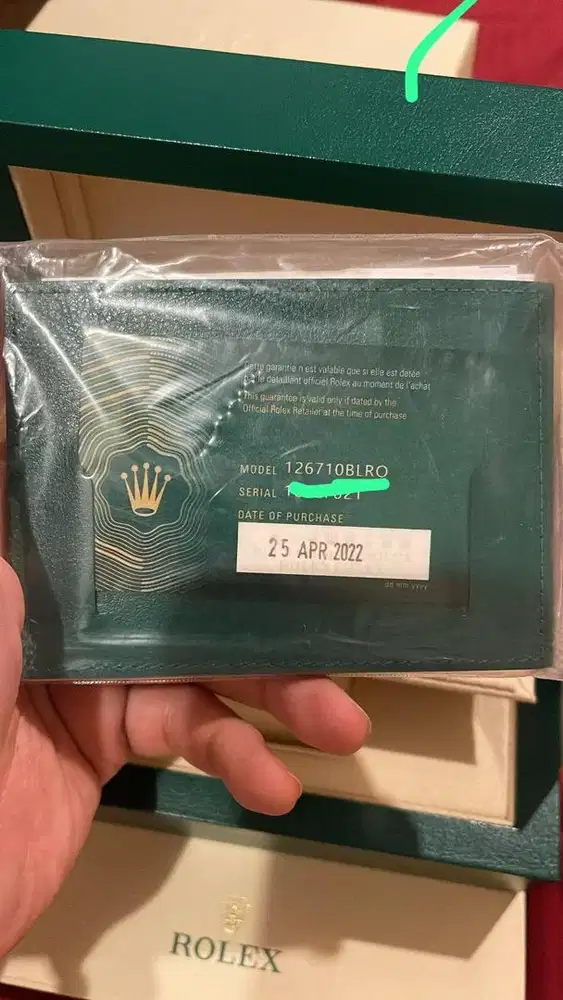 garantie n est valable que si elle est datée
le détaillant officiel Rolex au moment de l'achat
This guarantee is valid only if dated by the
Official Rolex Retailer at the time of purchase
MODEL 126710BLRO
SERIAL
DATE OF PURCHASE
25 APR 2022
dd mm yyyy
ROLEX